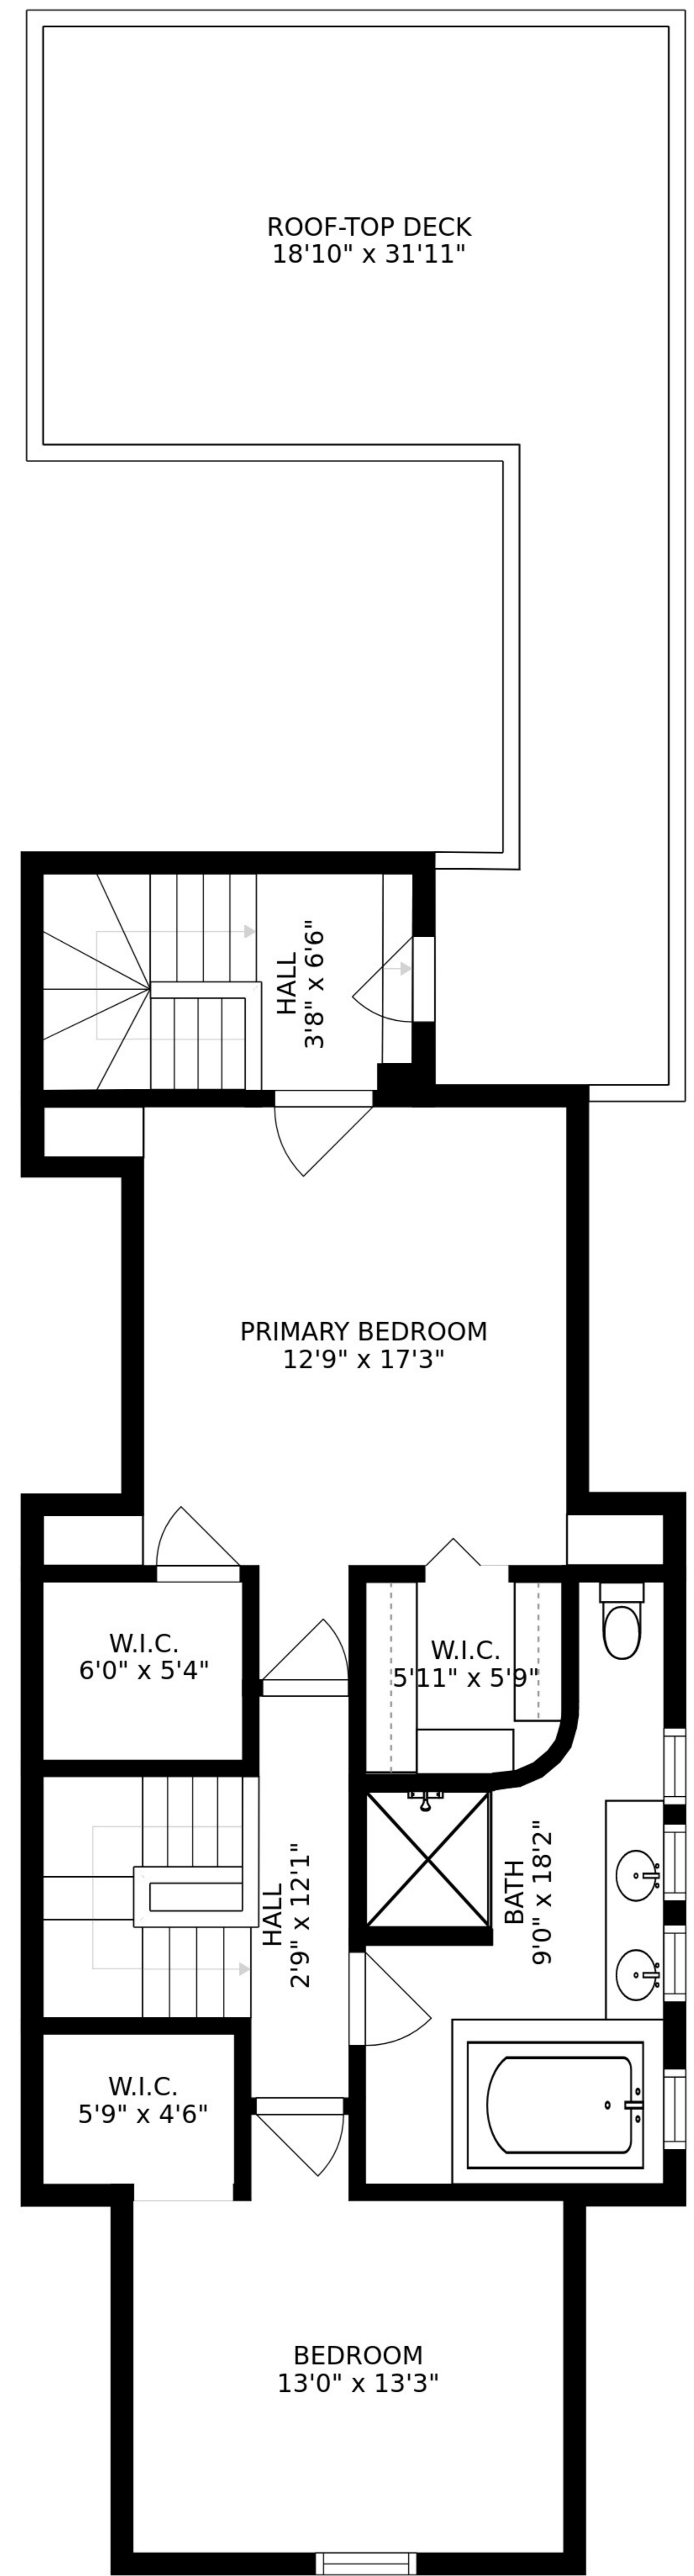 ROOF-TOP DECK
18'10" x 31'11"
HALL
3'8" x 6'6"
PRIMARY BEDROOM
12'9" x 17'3"
W.I.C.
6'0" x 5'4"
W.I.C.
5'11" x 5'9"
HALL
2'9" x 12'1"
BATH
9'0" x 18'2"
W.I.C.
5'9" x 4'6"
BEDROOM
13'0" x 13'3"